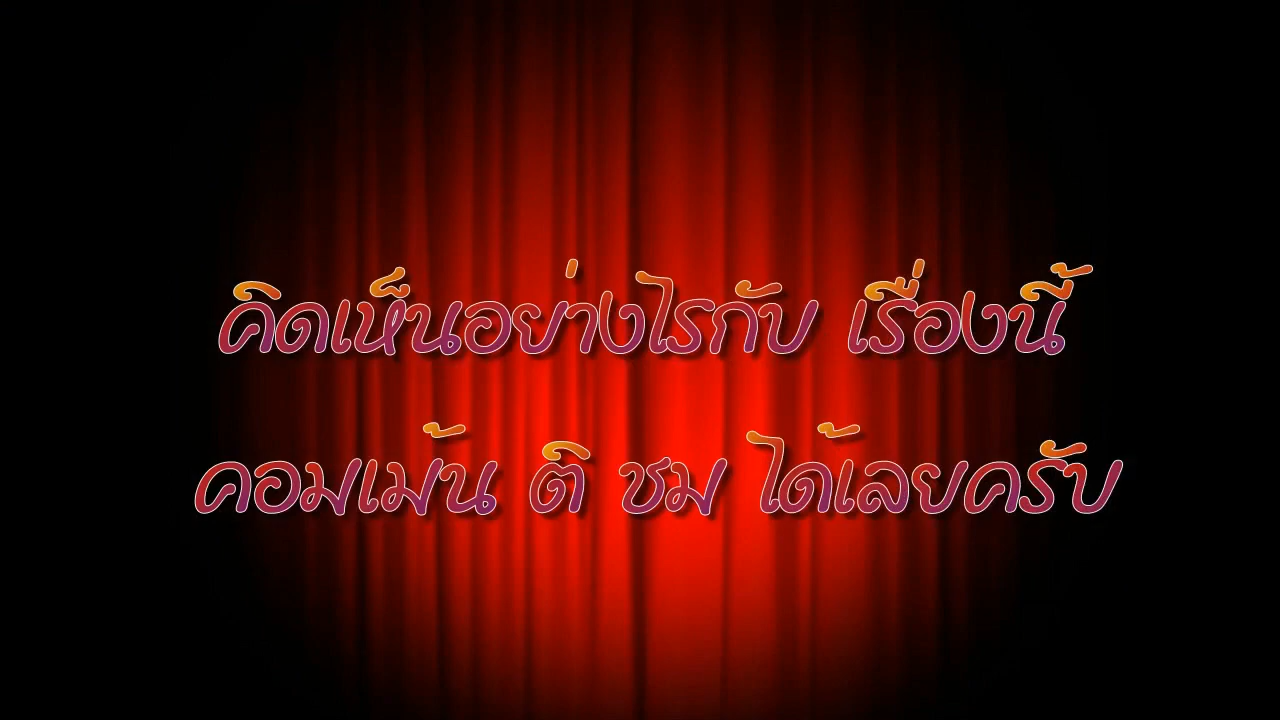 คิดเห็นอย่างไรกับ เรื่องนี้
คอมเม้น ติ ชม ได้เลยครับ